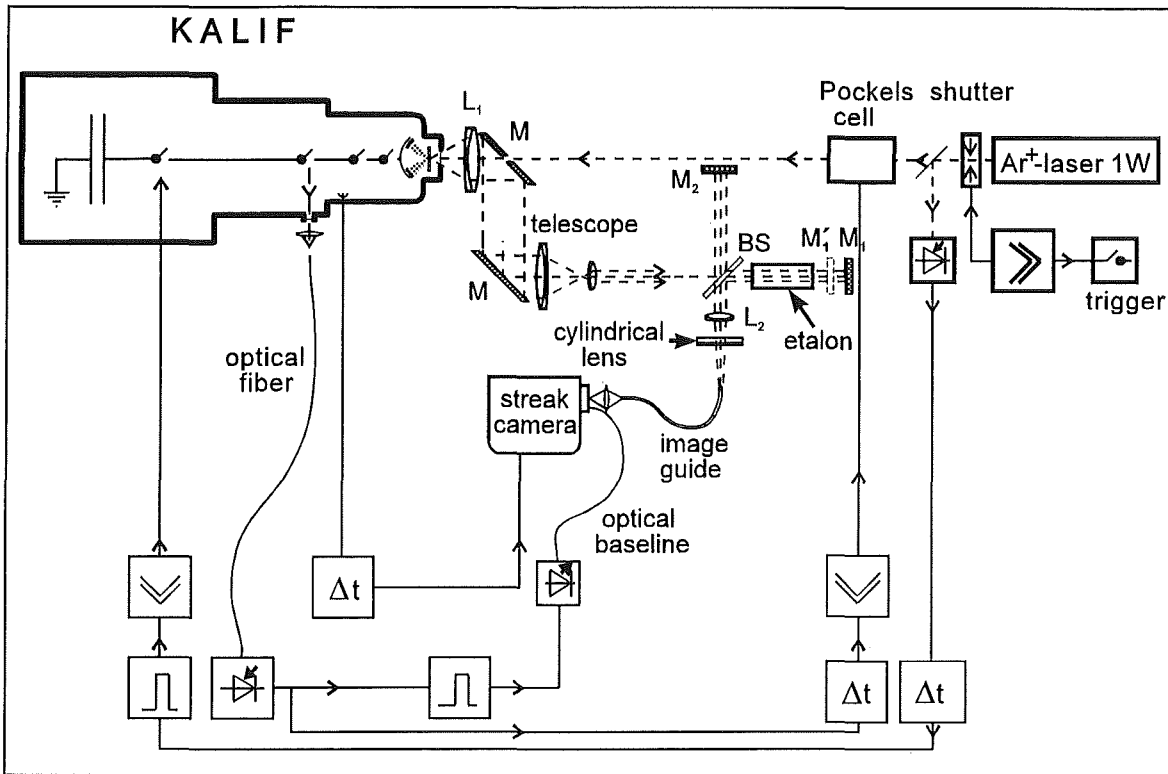 KALIF
L₁
M
Pockels shutter
cell
Ar⁺-laser 1W
M₂
telescope
BS
M₁′ M₁
M
L₂
etalon
trigger
cylindrical
lens
optical
fiber
streak
camera
image
guide
optical
baseline
Δt
Δt
Δt